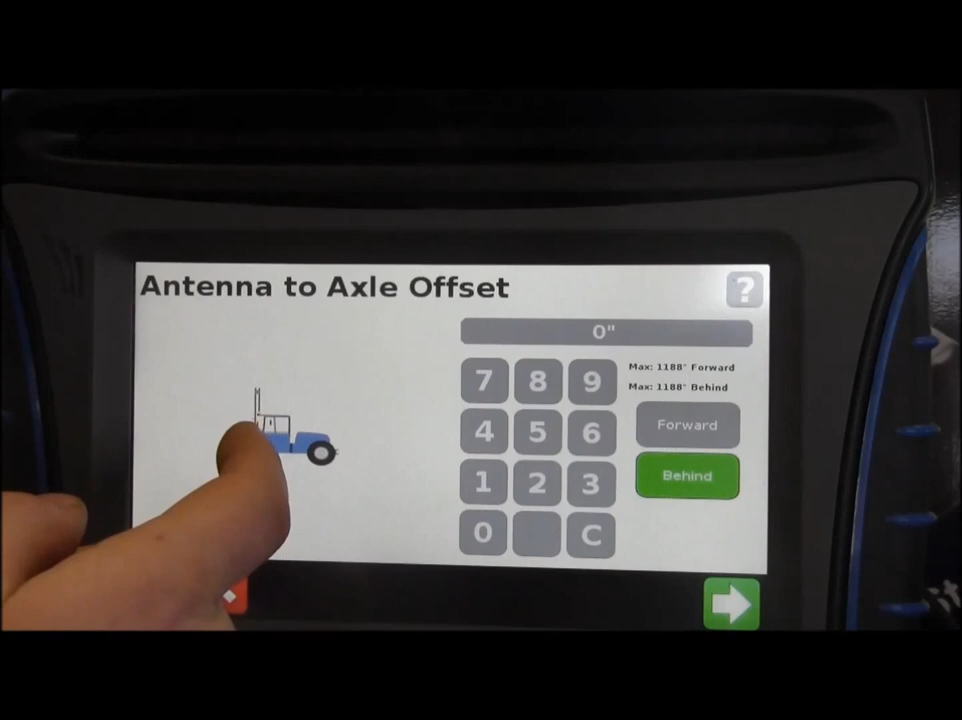 Antenna to Axle Offset
?
0"
7 8 9
Max: 1188" Forward
Max: 1188" Behind
4 5 6
Forward
1 2 3
Behind
0 C